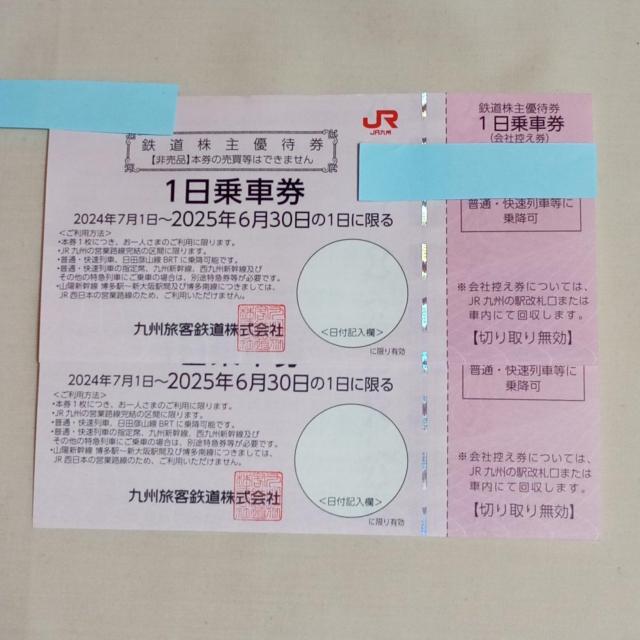 鉄道株主優待券
【非売品】本券の売買等はできません
JR
JR九州
1日乗車券
2024年7月1日～2025年6月30日の1日に限る
＜ご利用方法＞
・本券1枚につき、お一人さまのご利用に限ります。
・JR九州の営業路線完結の区間に限ります。
・普通・快速列車、日田彦山線BRTに乗降可能です。
・普通・快速列車の指定席、九州新幹線、西九州新幹線及び
その他の特急列車にご乗車の場合は、別途特急券等が必要です。
・山陽新幹線 博多駅～新大阪駅間及び博多南線につきましては、
JR西日本の営業路線のため、ご利用いただけません。
九州旅客鉄道株式会社
＜日付記入欄＞
に限り有効
鉄道株主優待券
1日乗車券
（会社控え券）
普通・快速列車等に
乗降可
※会社控え券については、
JR九州の駅改札口または
車内にて回収します。
【切り取り無効】
2024年7月1日～2025年6月30日の1日に限る
＜ご利用方法＞
・本券1枚につき、お一人さまのご利用に限ります。
・JR九州の営業路線完結の区間に限ります。
・普通・快速列車、日田彦山線BRTに乗降可能です。
・普通・快速列車の指定席、九州新幹線、西九州新幹線及び
その他の特急列車にご乗車の場合は、別途特急券等が必要です。
・山陽新幹線 博多駅～新大阪駅間及び博多南線につきましては、
JR西日本の営業路線のため、ご利用いただけません。
九州旅客鉄道株式会社
＜日付記入欄＞
に限り有効
普通・快速列車等に
乗降可
※会社控え券については、
JR九州の駅改札口または
車内にて回収します。
【切り取り無効】